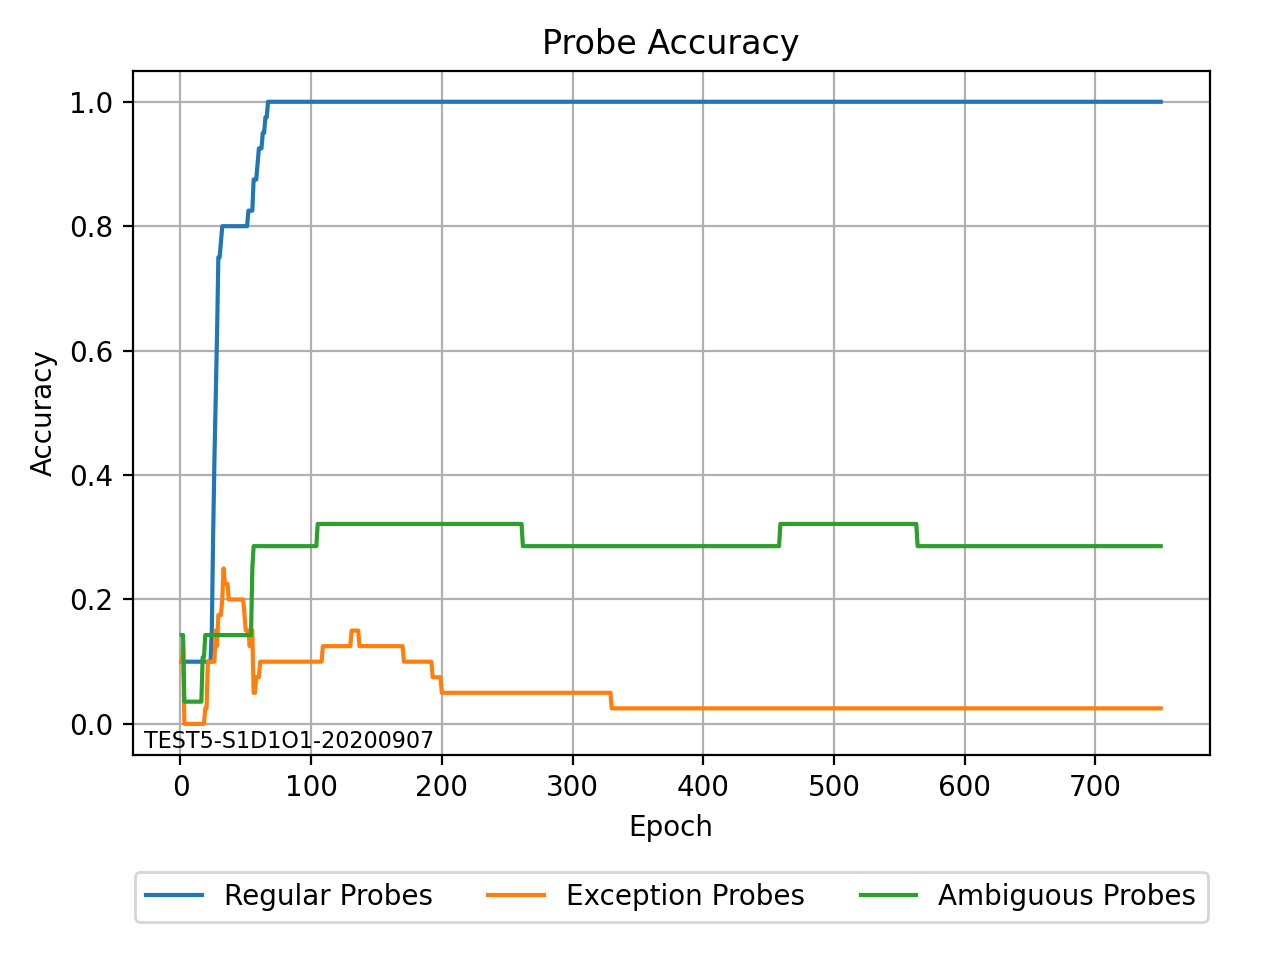 Probe Accuracy
Accuracy
1.0
0.8
0.6
0.4
0.2
0.0
TEST5-S1D1O1-20200907
0 100 200 300 400 500 600 700
Epoch
Regular Probes Exception Probes Ambiguous Probes